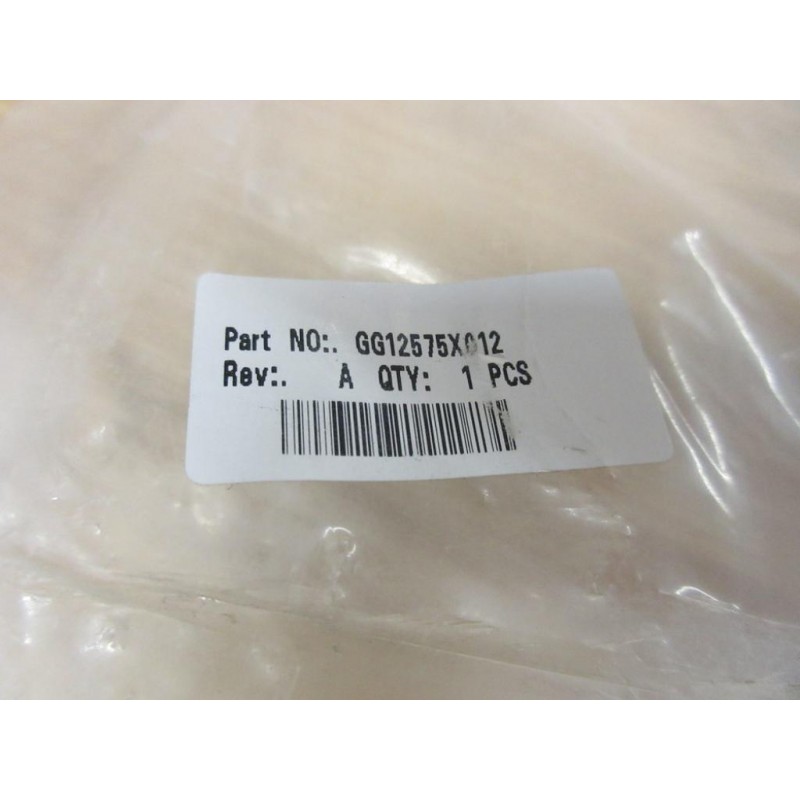 Part NO:. GG12575X012
Rev:. A QTY: 1 PCS